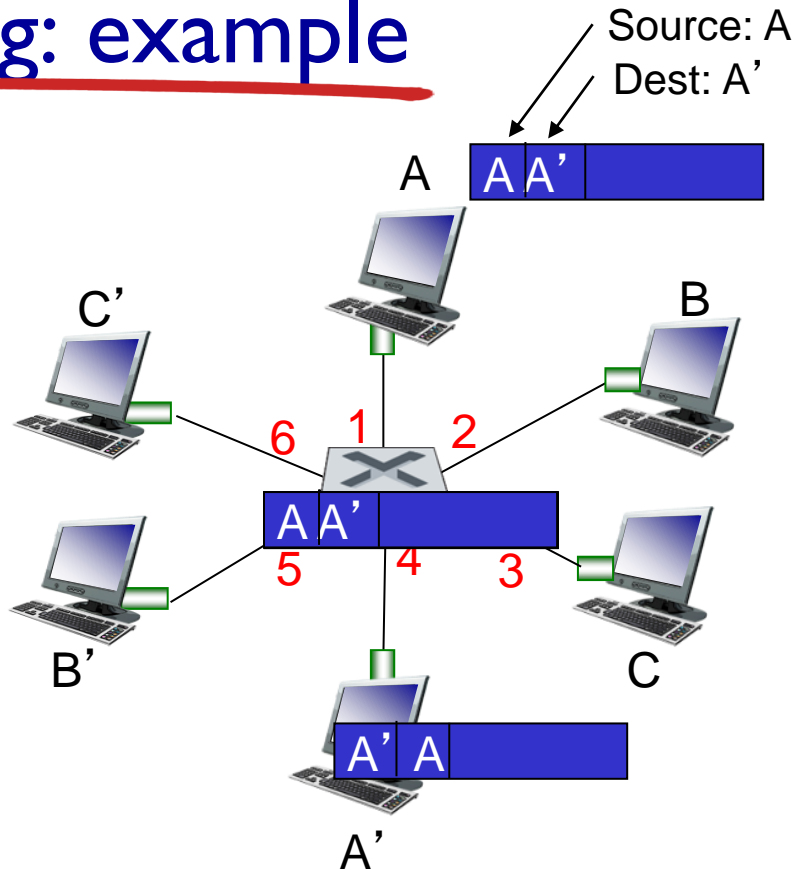 g: example
Source: A
Dest: A’
A
A A’
C’
B
6
1
2
A A’
5
4
3
B’
C
A’ A
A’